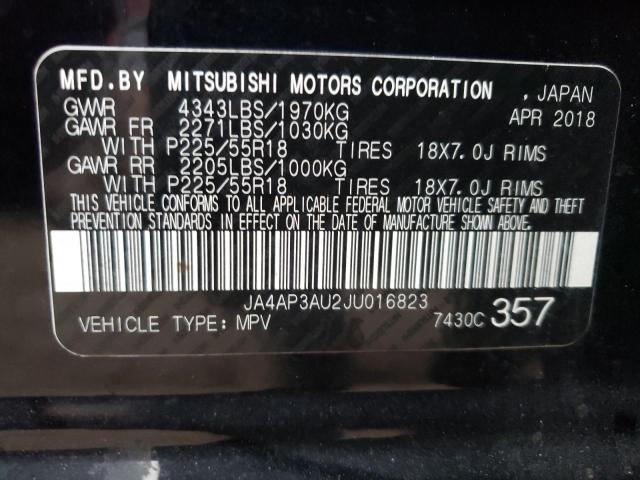 MFD.BY MITSUBISHI MOTORS CORPORATION , JAPAN
GVWR 4343LBS/1970KG APR 2018
GAWR FR 2271LBS/1030KG
WITH P225/55R18 TIRES 18X7.0J RIMS
GAWR RR 2205LBS/1000KG
WITH P225/55R18 TIRES 18X7.0J RIMS
THIS VEHICLE CONFORMS TO ALL APPLICABLE FEDERAL MOTOR VEHICLE SAFETY AND THEFT
PREVENTION STANDARDS IN EFFECT ON THE DATE OF MANUFACTURE SHOWN ABOVE.
JA4AP3AU2JU016823
VEHICLE TYPE: MPV 7430C 357